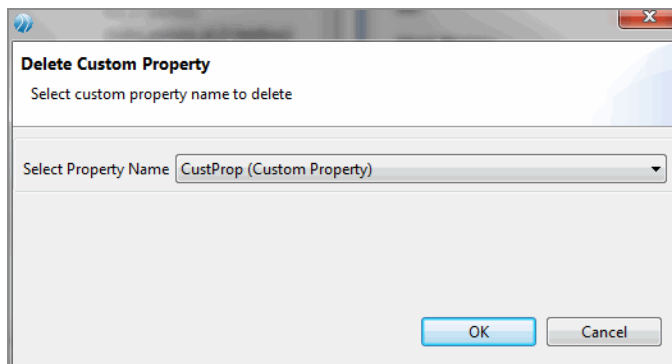 Delete Custom Property
Select custom property name to delete
Select Property Name CustProp (Custom Property)
OK Cancel